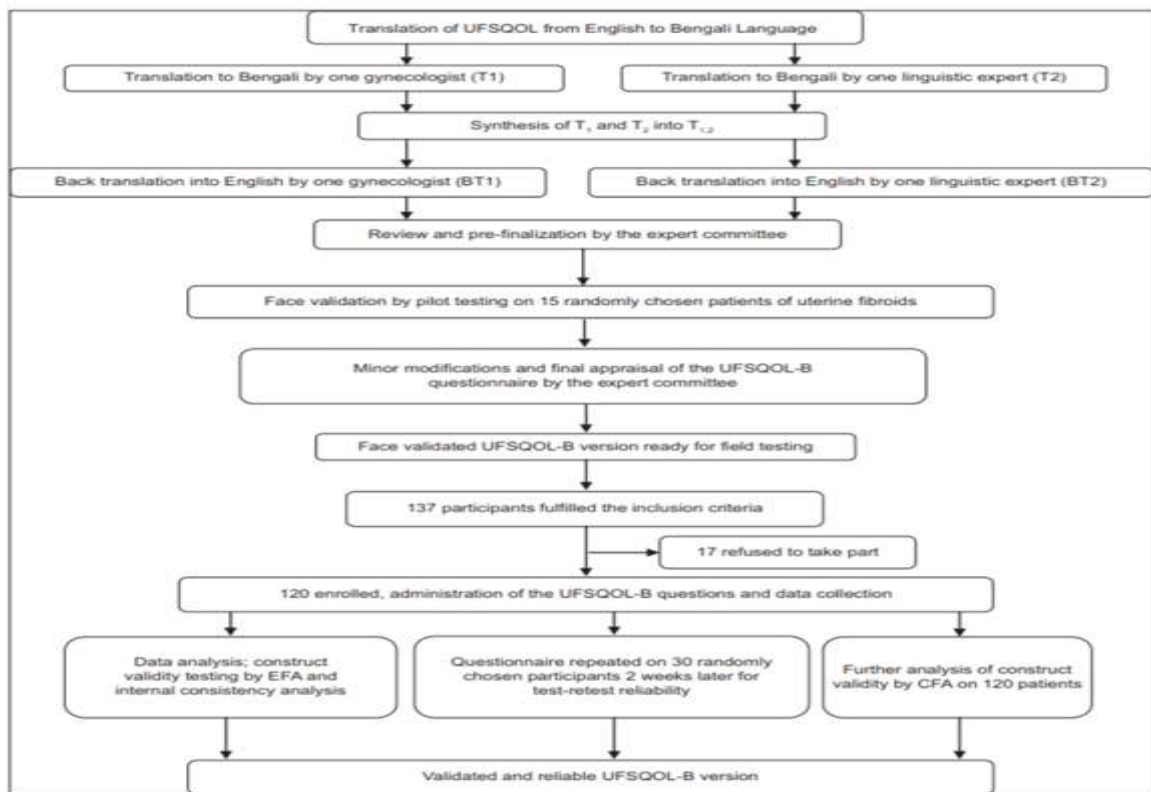 Translation of UFSQOL from English to Bengali Language
Translation to Bengali by one gynecologist (T1)
Translation to Bengali by one linguistic expert (T2)
Synthesis of T₁ and T₂ into T₁,₂
Back translation into English by one gynecologist (BT1)
Back translation into English by one linguistic expert (BT2)
Review and pre-finalization by the expert committee
Face validation by pilot testing on 15 randomly chosen patients of uterine fibroids
Minor modifications and final appraisal of the UFSQOL-B
questionnaire by the expert committee
Face validated UFSQOL-B version ready for field testing
137 participants fulfilled the inclusion criteria
17 refused to take part
120 enrolled, administration of the UFSQOL-B questions and data collection
Data analysis; construct
validity testing by EFA and
internal consistency analysis
Questionnaire repeated on 30 randomly
chosen participants 2 weeks later for
test-retest reliability
Further analysis of construct
validity by CFA on 120 patients
Validated and reliable UFSQOL-B version